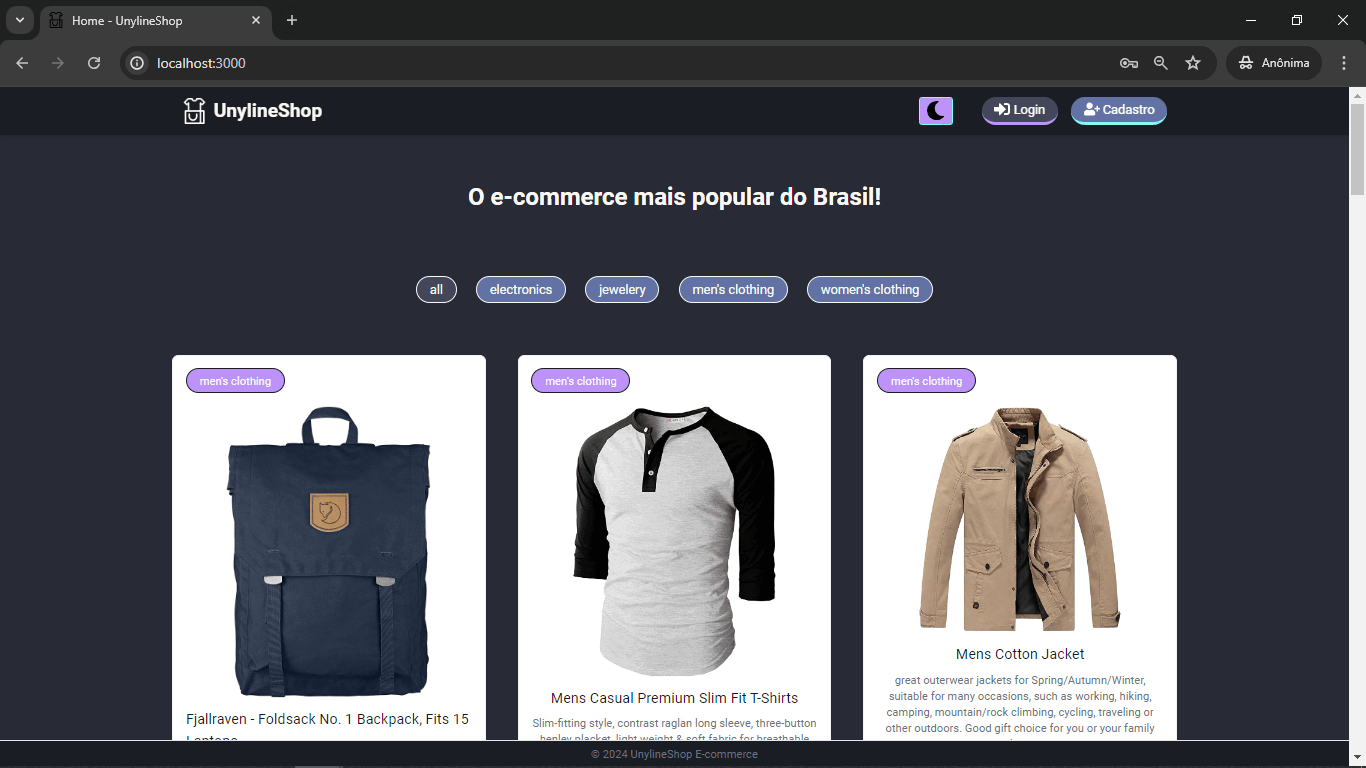 Home - UnylineShop
localhost:3000
Anônima
UnylineShop
Login
Cadastro
O e-commerce mais popular do Brasil!
all
electronics
jewelery
men's clothing
women's clothing
men's clothing
Fjallraven - Foldsack No. 1 Backpack, Fits 15
Laptops
men's clothing
Mens Casual Premium Slim Fit T-Shirts
Slim-fitting style, contrast raglan long sleeve, three-button
henley placket, light weight & soft fabric for breathable
men's clothing
Mens Cotton Jacket
great outerwear jackets for Spring/Autumn/Winter,
suitable for many occasions, such as working, hiking,
camping, mountain/rock climbing, cycling, traveling or
other outdoors. Good gift choice for you or your family
© 2024 UnylineShop E-commerce